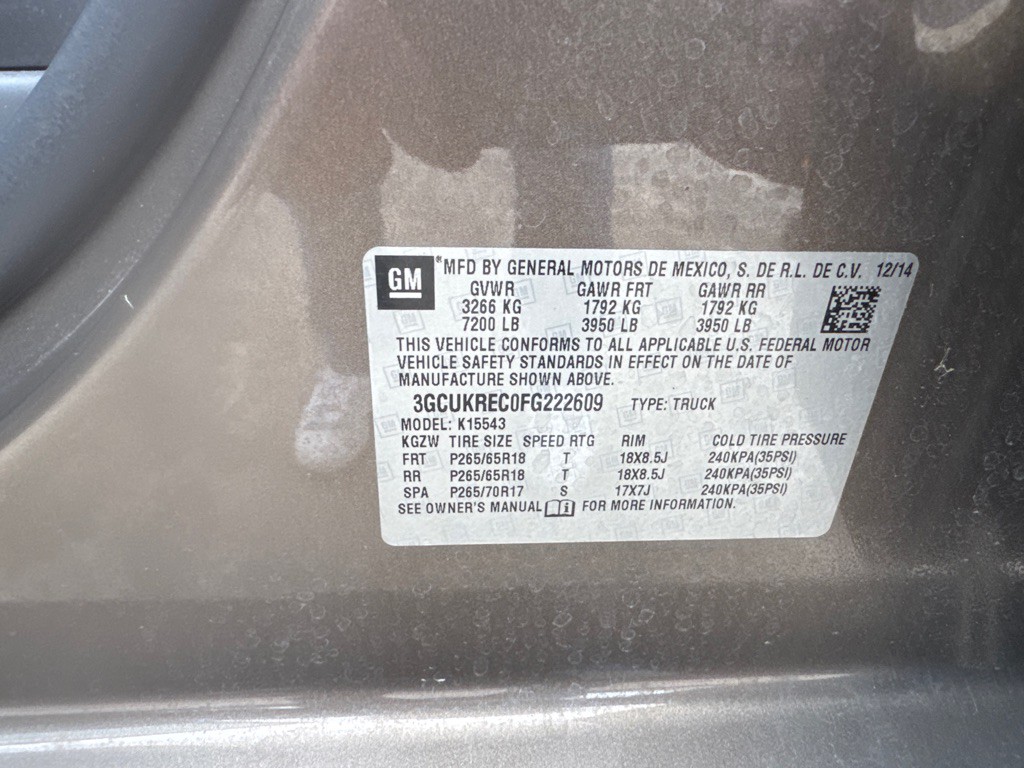 GM
*MFD BY GENERAL MOTORS DE MEXICO, S. DE R.L. DE C.V. 12/14
GVWR GAWR FRT GAWR RR
3266 KG 1792 KG 1792 KG
7200 LB 3950 LB 3950 LB
THIS VEHICLE CONFORMS TO ALL APPLICABLE U.S. FEDERAL MOTOR
VEHICLE SAFETY STANDARDS IN EFFECT ON THE DATE OF
MANUFACTURE SHOWN ABOVE.
3GCUKREC0FG222609 TYPE: TRUCK
MODEL: K15543
KGZW TIRE SIZE SPEED RTG RIM COLD TIRE PRESSURE
FRT P265/65R18 T 18X8.5J 240KPA(35PSI)
RR P265/65R18 T 18X8.5J 240KPA(35PSI)
SPA P265/70R17 S 17X7J 240KPA(35PSI)
SEE OWNER'S MANUAL i FOR MORE INFORMATION.